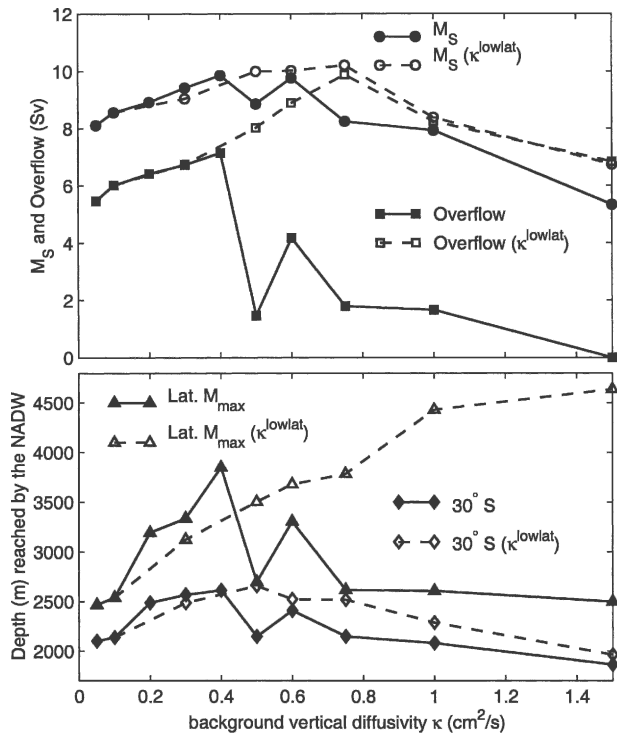 12
10
8
6
4
2
0
M_S and Overflow (Sv)
M_S
M_S (κ^lowlat)
Overflow
Overflow (κ^lowlat)
4500
4000
3500
3000
2500
2000
Depth (m) reached by the NADW
Lat. M_max
Lat. M_max (κ^lowlat)
30° S
30° S (κ^lowlat)
0 0.2 0.4 0.6 0.8 1 1.2 1.4
background vertical diffusivity κ (cm²/s)